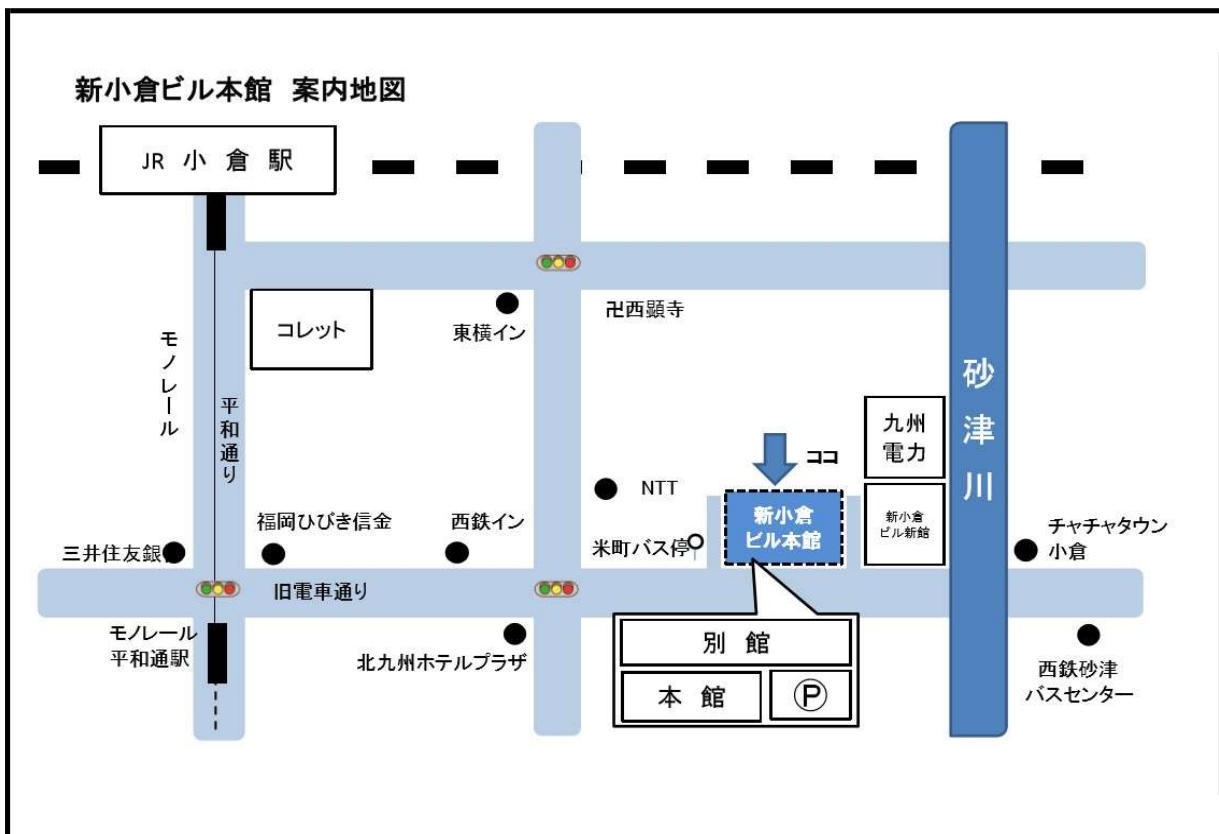 新小倉ビル本館 案内地図
JR 小倉駅
コレット
東横イン
卍西顕寺
モノレール
平和通り
砂津川
九州
電力
ココ
NTT
新小倉
ビル本館
新小倉
ビル新館
米町バス停
福岡ひびき信金
西鉄イン
三井住友銀
チャチャタウン
小倉
旧電車通り
モノレール
平和通駅
北九州ホテルプラザ
別館
本館
Ⓟ
西鉄砂津
バスセンター